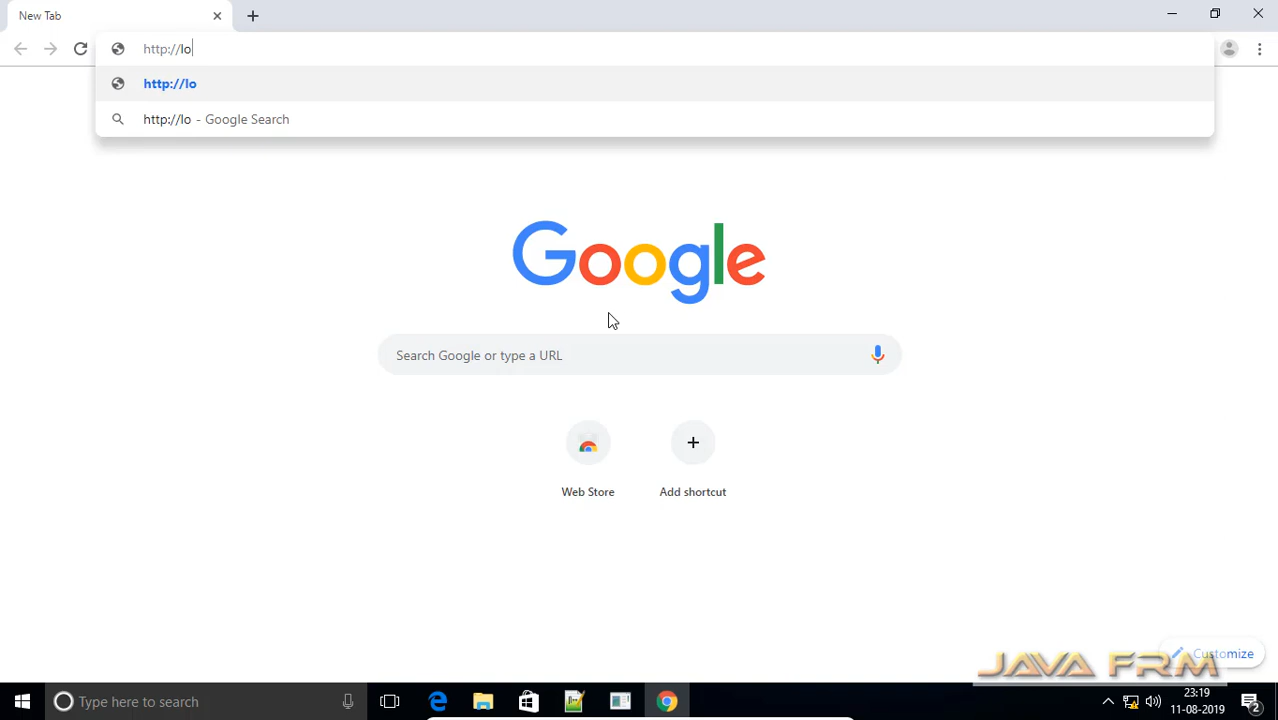 New Tab
http://lo
http://lo
http://lo - Google Search
Google
Search Google or type a URL
Web Store
Add shortcut
Customize
JAVA FRM
Type here to search
23:19
11-08-2019
2